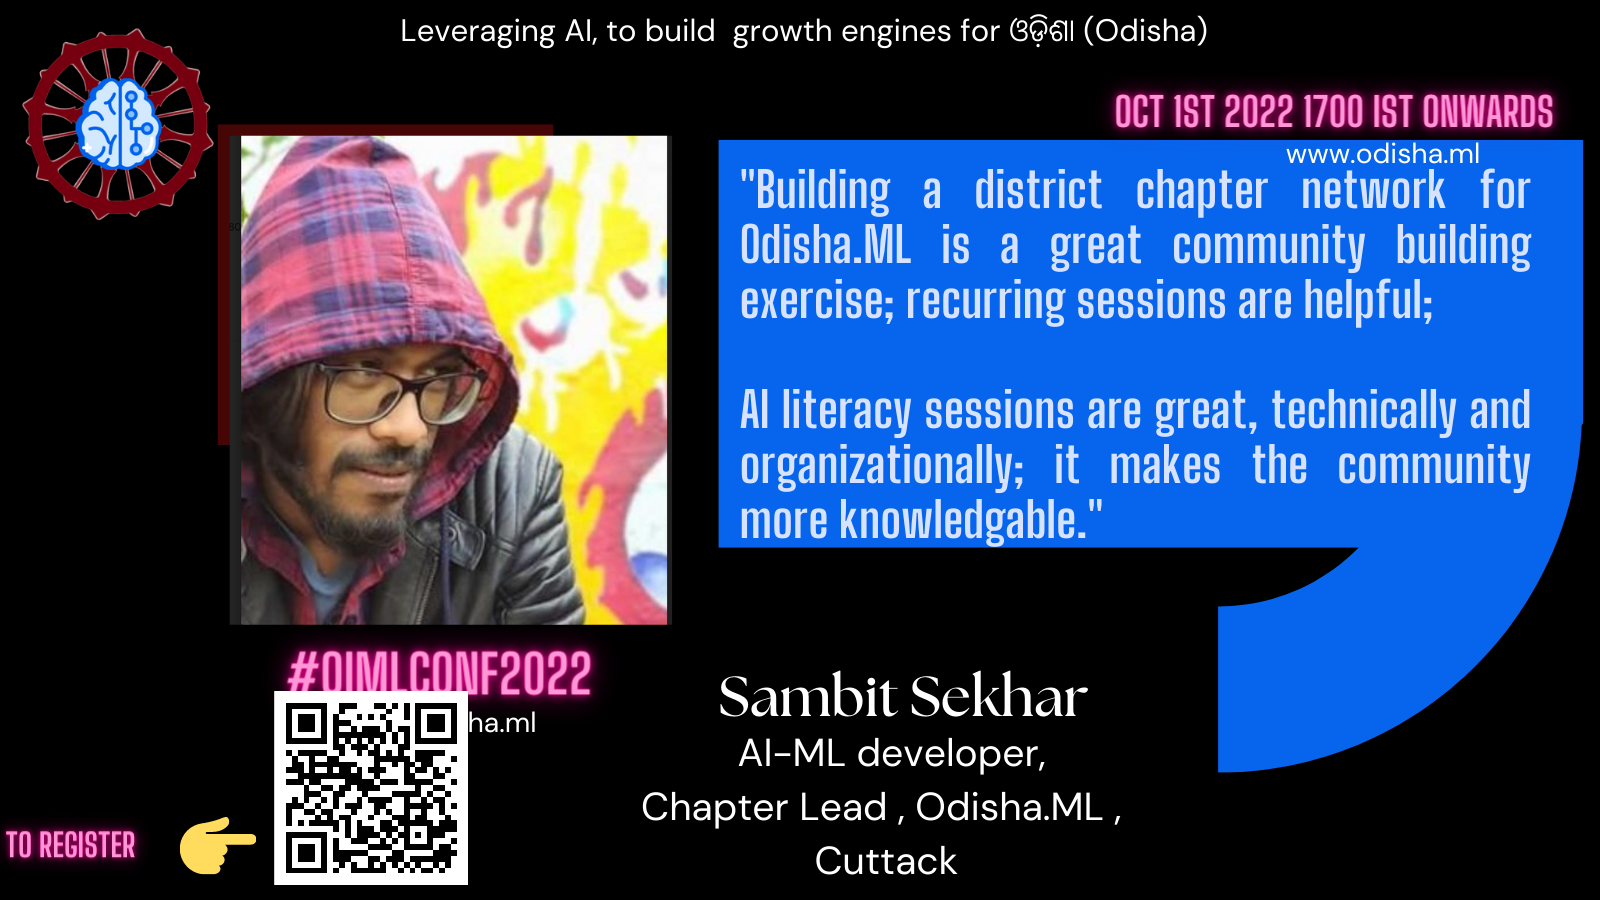 Leveraging AI, to build growth engines for ଓଡ଼ିଶା (Odisha)
OCT 1ST 2022 1700 IST ONWARDS
www.odisha.ml
"Building a district chapter network for
Odisha.ML is a great community building
exercise; recurring sessions are helpful;
AI literacy sessions are great, technically and
organizationally; it makes the community
more knowledgable."
#OIMLCONF2022
ha.ml
Sambit Sekhar
AI-ML developer,
Chapter Lead , Odisha.ML ,
Cuttack
TO REGISTER